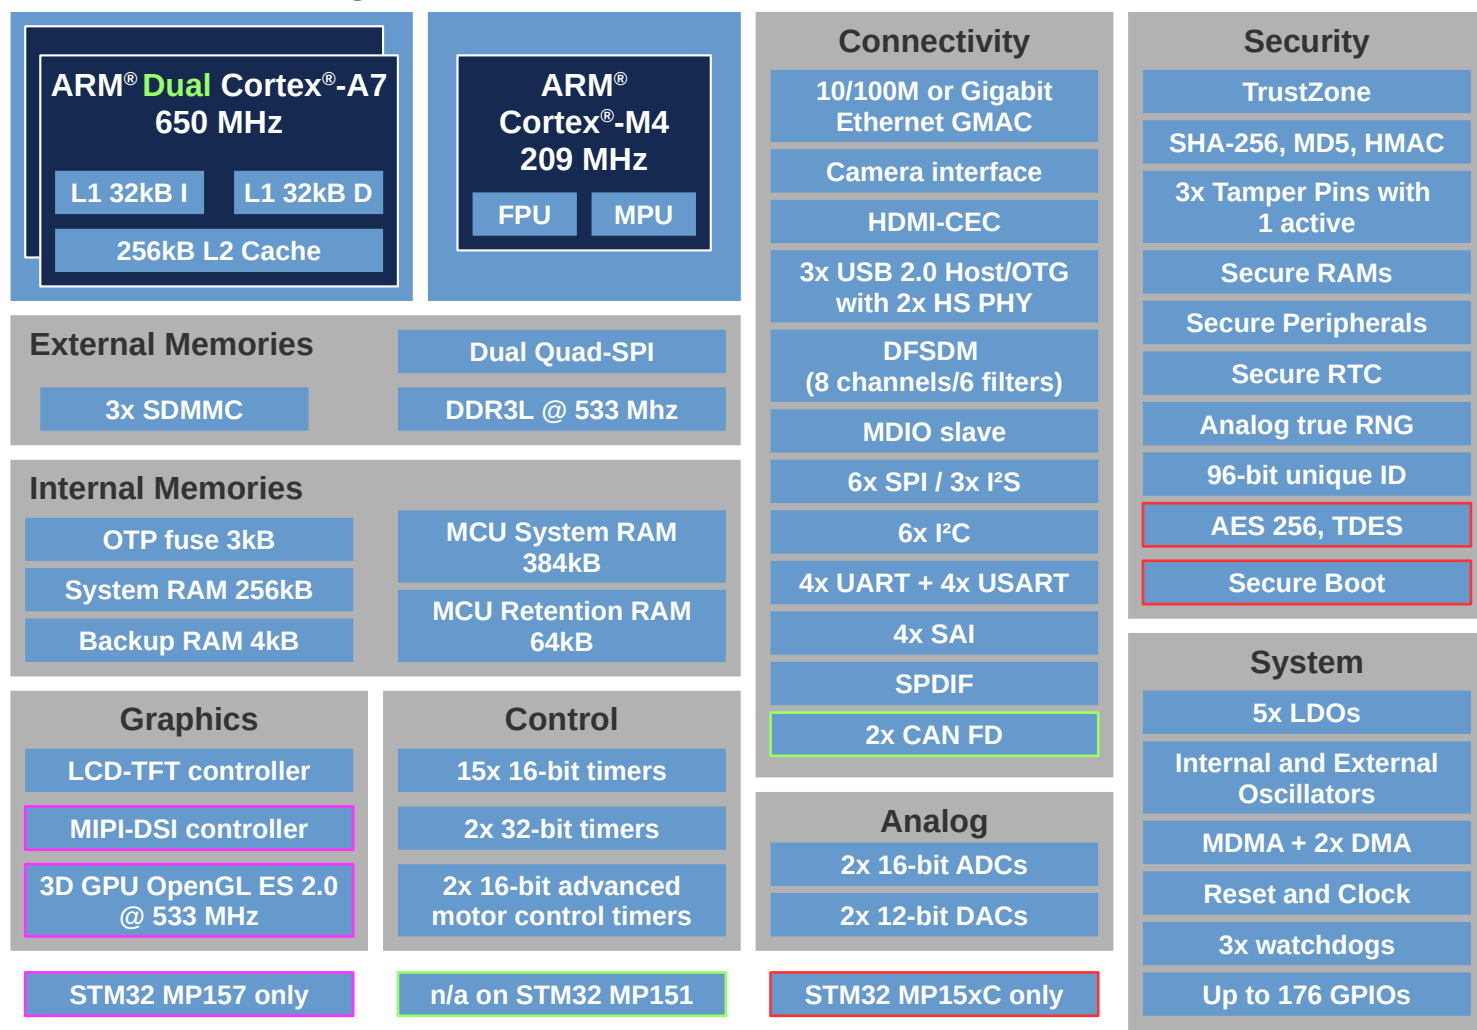 ARM® Dual Cortex®-A7
650 MHz
L1 32kB I
L1 32kB D
256kB L2 Cache
ARM®
Cortex®-M4
209 MHz
FPU
MPU
External Memories
Dual Quad-SPI
3x SDMMC
DDR3L @ 533 Mhz
Internal Memories
OTP fuse 3kB
System RAM 256kB
Backup RAM 4kB
MCU System RAM
384kB
MCU Retention RAM
64kB
Graphics
LCD-TFT controller
MIPI-DSI controller
3D GPU OpenGL ES 2.0
@ 533 MHz
Control
15x 16-bit timers
2x 32-bit timers
2x 16-bit advanced
motor control timers
Connectivity
10/100M or Gigabit
Ethernet GMAC
Camera interface
HDMI-CEC
3x USB 2.0 Host/OTG
with 2x HS PHY
DFSDM
(8 channels/6 filters)
MDIO slave
6x SPI / 3x I²S
6x I²C
4x UART + 4x USART
4x SAI
SPDIF
2x CAN FD
Analog
2x 16-bit ADCs
2x 12-bit DACs
Security
TrustZone
SHA-256, MD5, HMAC
3x Tamper Pins with
1 active
Secure RAMs
Secure Peripherals
Secure RTC
Analog true RNG
96-bit unique ID
AES 256, TDES
Secure Boot
System
5x LDOs
Internal and External
Oscillators
MDMA + 2x DMA
Reset and Clock
3x watchdogs
Up to 176 GPIOs
STM32 MP157 only
n/a on STM32 MP151
STM32 MP15xC only